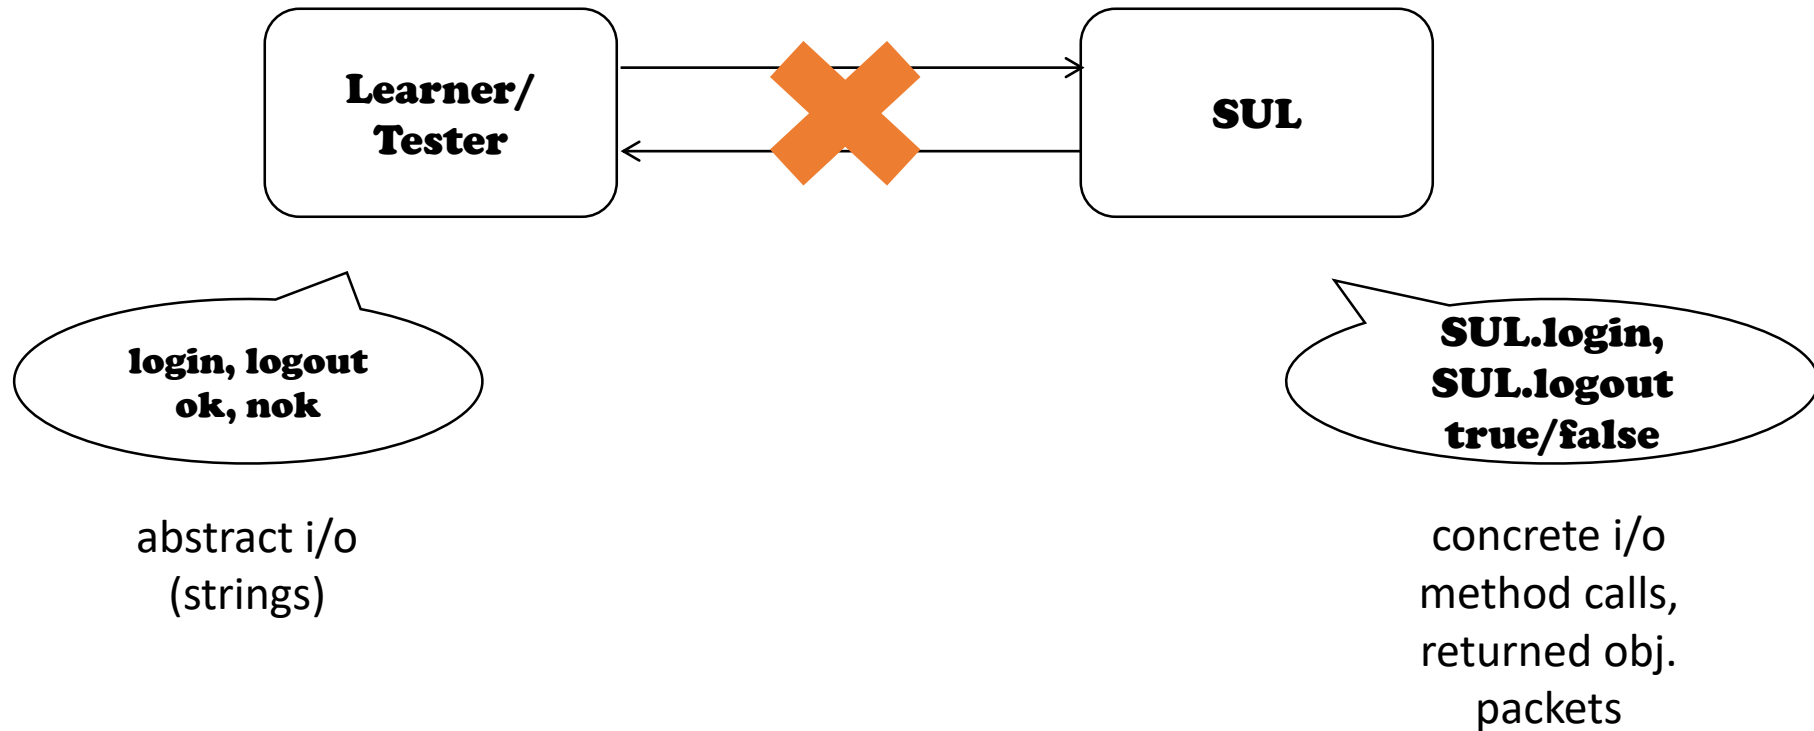 Learner/
Tester
SUL
login, logout
ok, nok
SUL.login,
SUL.logout
true/false
abstract i/o
(strings)
concrete i/o
method calls,
returned obj.
packets